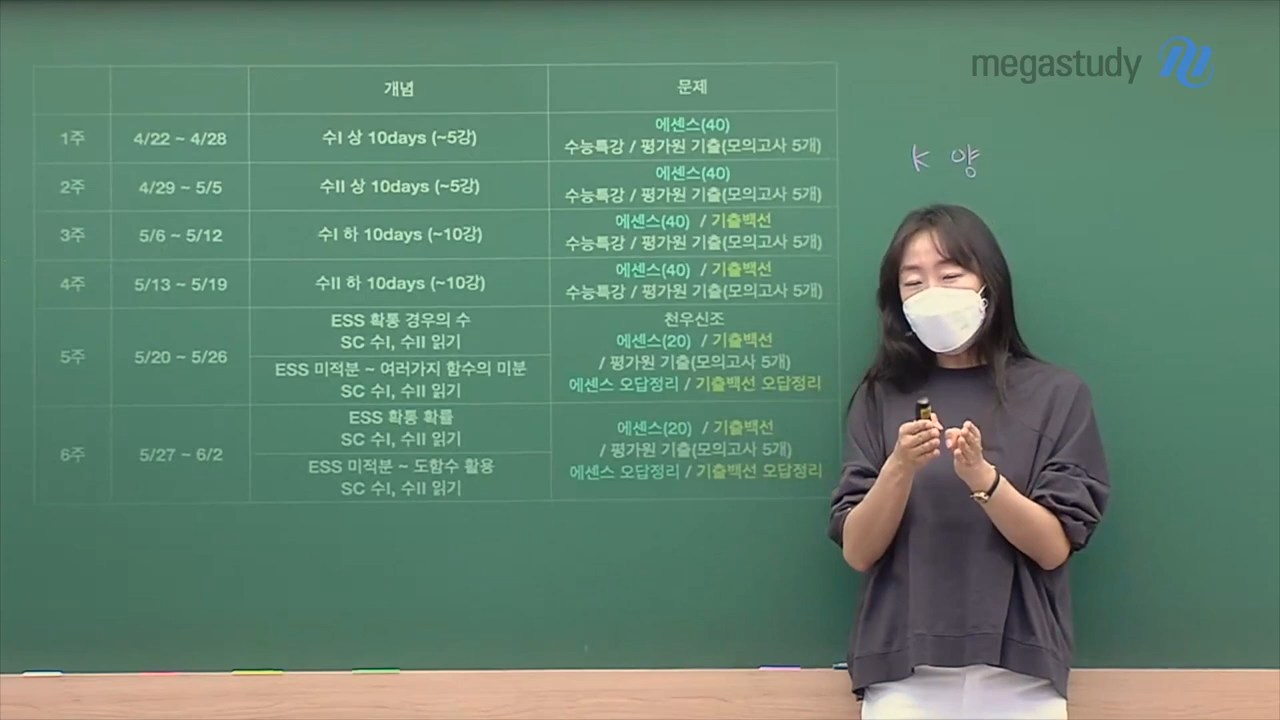 megastudy
개념 문제
1주 4/22 ~ 4/28 수I 상 10days (~5강) 에센스(40)
수능특강 / 평가원 기출(모의고사 5개)
2주 4/29 ~ 5/5 수II 상 10days (~5강) 에센스(40)
수능특강 / 평가원 기출(모의고사 5개)
3주 5/6 ~ 5/12 수I 하 10days (~10강) 에센스(40) / 기출백선
수능특강 / 평가원 기출(모의고사 5개)
4주 5/13 ~ 5/19 수II 하 10days (~10강) 에센스(40) / 기출백선
수능특강 / 평가원 기출(모의고사 5개)
5주 5/20 ~ 5/26
ESS 확통 경우의 수
SC 수I, 수II 읽기
ESS 미적분 ~ 여러가지 함수의 미분
SC 수I, 수II 읽기
천우신조
에센스(20) / 기출백선
/ 평가원 기출(모의고사 5개)
에센스 오답정리 / 기출백선 오답정리
6주 5/27 ~ 6/2
ESS 확통 확률
SC 수I, 수II 읽기
ESS 미적분 ~ 도함수 활용
SC 수I, 수II 읽기
에센스(20) / 기출백선
/ 평가원 기출(모의고사 5개)
에센스 오답정리 / 기출백선 오답정리
K 양